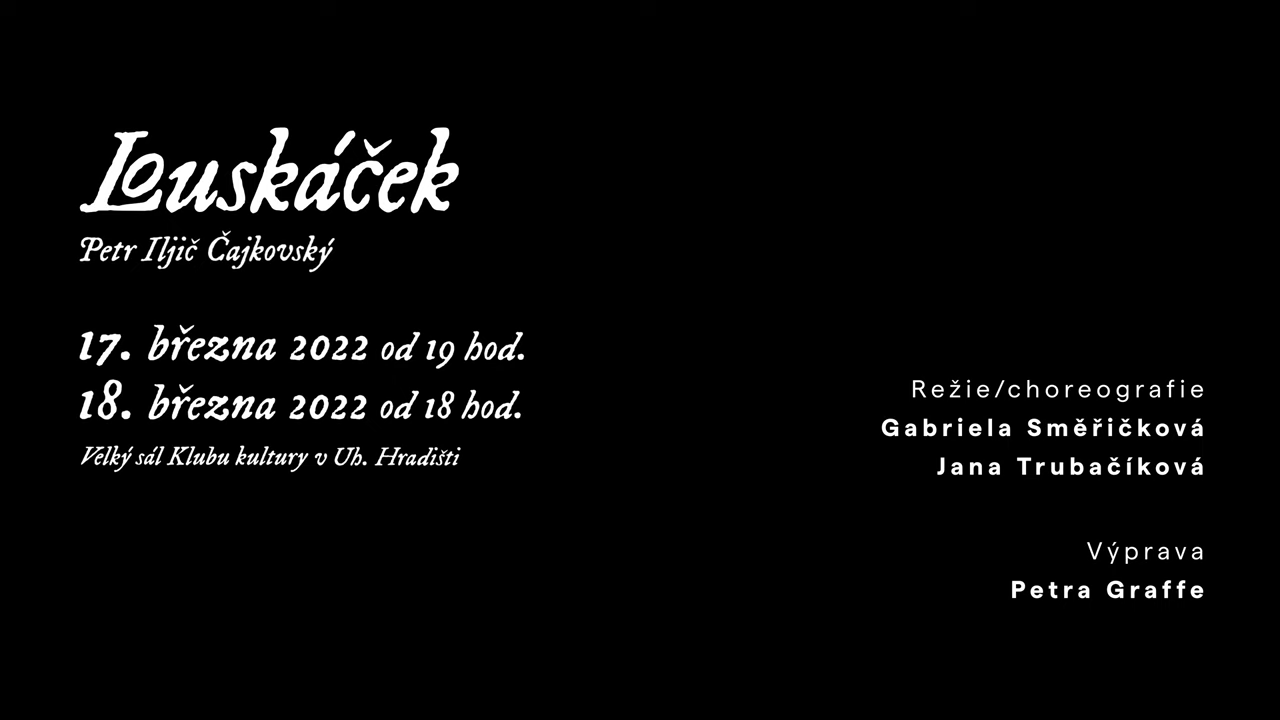 Louskáček
Petr Iljič Čajkovský
17. března 2022 od 19 hod.
18. března 2022 od 18 hod.
Velký sál Klubu kultury v Uh. Hradišti
Režie/choreografie
Gabriela Směřičková
Jana Trubačíková
Výprava
Petra Graffe